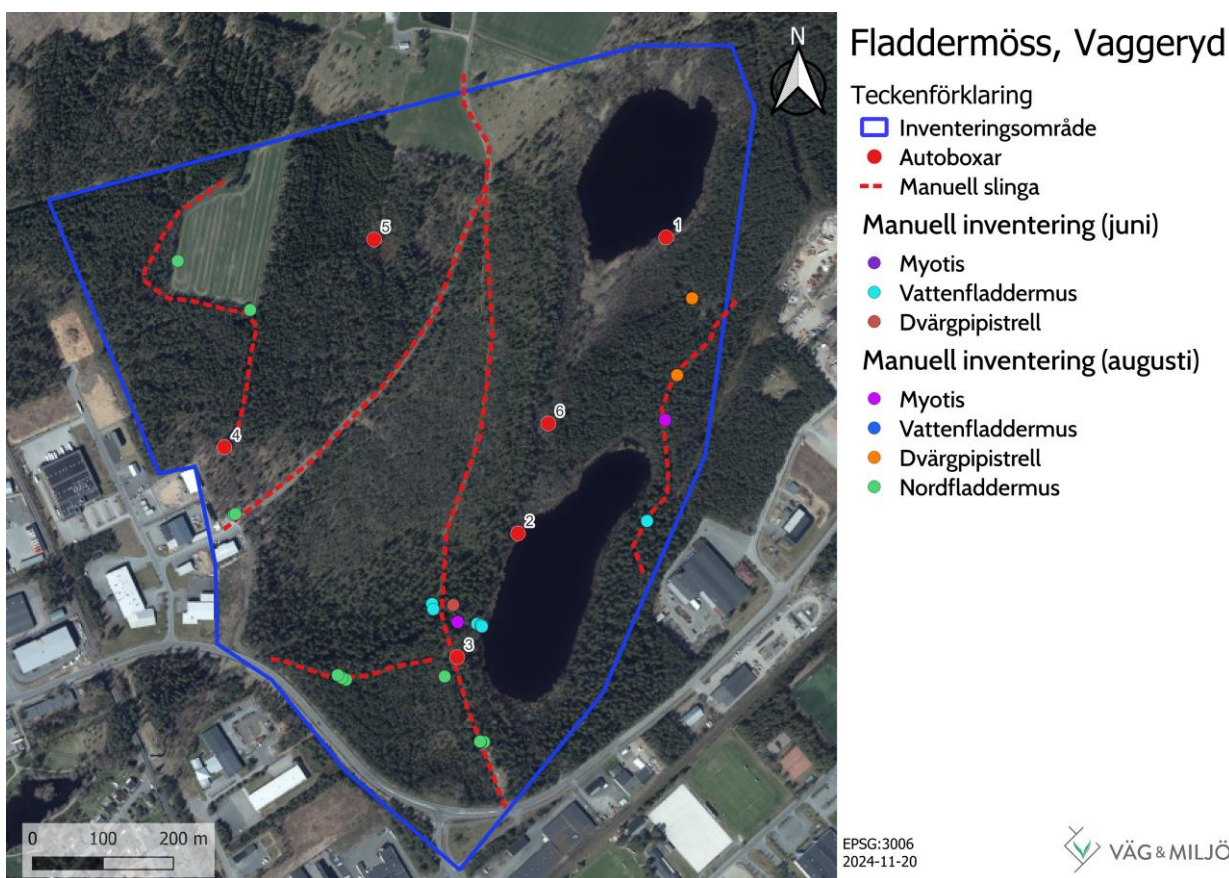 Fladdermöss, Vaggeryd
Teckenförklaring
Inventeringsområde
Autoboxar
Manuell slinga
Manuell inventering (juni)
Myotis
Vattenfladdermus
Dvärgpipistrell
Manuell inventering (augusti)
Myotis
Vattenfladdermus
Dvärgpipistrell
Nordfladdermus
N
1
5
6
4
2
3
0 100 200 m
EPSG:3006
2024-11-20
VÄG & MILJÖ